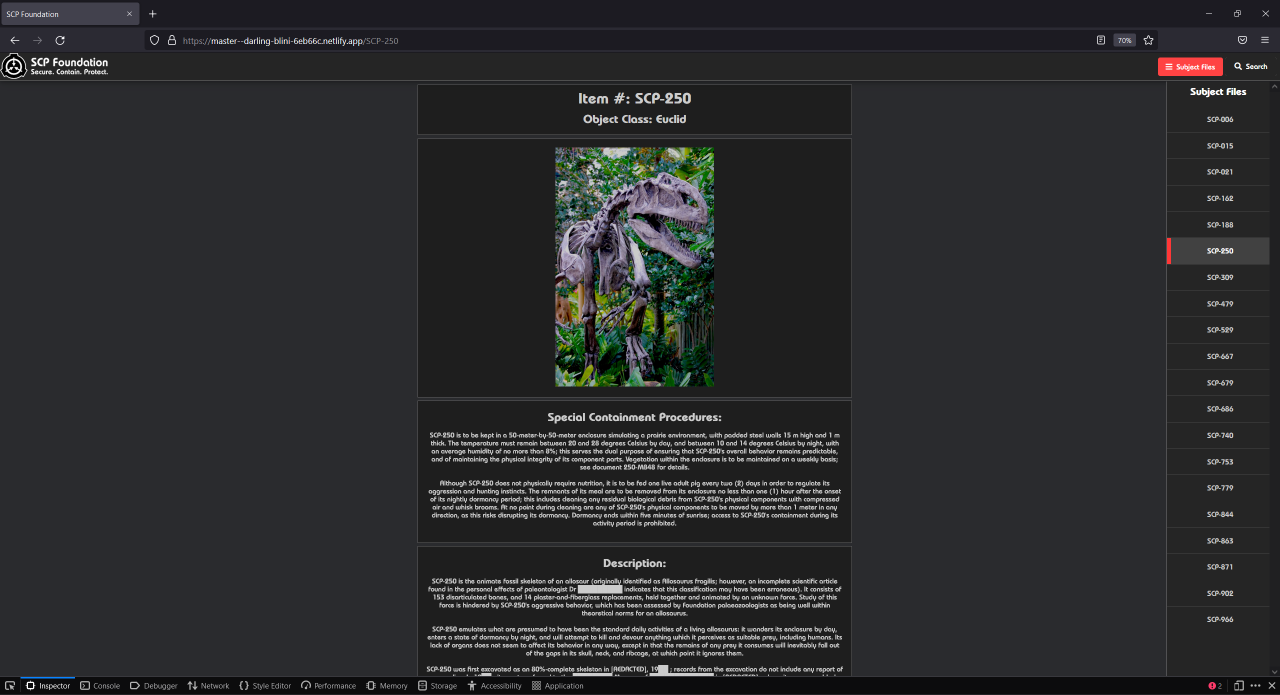 SCP Foundation
https://master--darling-blini-6eb66c.netlify.app/SCP-250
70%
SCP Foundation
Secure. Contain. Protect.
Subject Files
Search
Item #: SCP-250
Object Class: Euclid
Special Containment Procedures:
SCP-250 is to be kept in a 50-meter-by-50-meter enclosure simulating a prairie environment, with padded steel walls 15 m high and 1 m
thick. The temperature must remain between 20 and 28 degrees Celsius by day, and between 10 and 14 degrees Celsius by night, with
an average humidity of no more than 8%; this serves the dual purpose of ensuring that SCP-250's overall behavior remains predictable,
and of maintaining the physical integrity of its component parts. Vegetation within the enclosure is to be maintained on a weekly basis;
see document 250-MB48 for details.
Although SCP-250 does not physically require nutrition, it is to be fed one live adult pig every two (2) days in order to regulate its
aggression and hunting instincts. The remnants of its meal are to be removed from its enclosure no less than one (1) hour after the onset
of its nightly dormancy period; this includes cleaning any residual biological debris from SCP-250's physical components with compressed
air and whisk brooms. At no point during cleaning are any of SCP-250's physical components to be moved by more than 1 meter in any
direction, as this risks disrupting its dormancy. Dormancy ends within five minutes of sunrise; access to SCP-250's containment during its
activity period is prohibited.
Description:
SCP-250 is the animate fossil skeleton of an allosaur (originally identified as Allosaurus fragilis; however, an incomplete scientific article
found in the personal effects of paleontologist Dr indicates that this classification may have been erroneous). It consists of
153 disarticulated bones, and 14 plaster-and-fiberglass replacements, held together and animated by an unknown force. Study of this
force is hindered by SCP-250's aggressive behavior, which has been assessed by Foundation palaeozoologists as being well within
theoretical norms for an allosaurus.
SCP-250 emulates what are presumed to have been the standard daily activities of a living allosaurus: it wanders its enclosure by day,
enters a state of dormancy by night, and will attempt to kill and devour anything which it perceives as suitable prey, including humans. Its
lack of organs does not seem to affect its behavior in any way, except in that the remains of any prey it consumes will inevitably fall out
of the gaps in its skull, neck, and ribcage, at which point it ignores them.
SCP-250 was first excavated as an 80%-complete skeleton in [REDACTED], 19 ; records from the excavation do not include any report of
Subject Files
SCP-006
SCP-015
SCP-021
SCP-162
SCP-188
SCP-250
SCP-309
SCP-479
SCP-529
SCP-667
SCP-679
SCP-686
SCP-740
SCP-753
SCP-779
SCP-844
SCP-863
SCP-871
SCP-902
SCP-966
Inspector
Console
Debugger
Network
Style Editor
Performance
Memory
Storage
Accessibility
Application
2